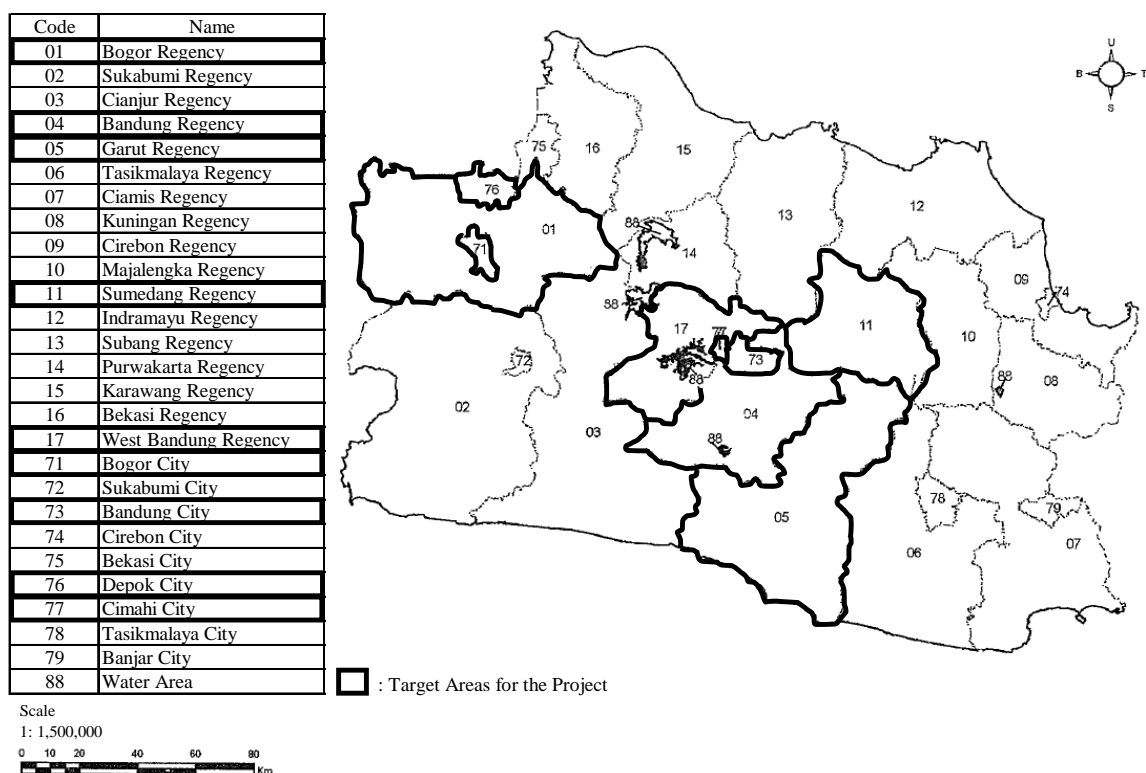 Code Name
01 Bogor Regency
02 Sukabumi Regency
03 Cianjur Regency
04 Bandung Regency
05 Garut Regency
06 Tasikmalaya Regency
07 Ciamis Regency
08 Kuningan Regency
09 Cirebon Regency
10 Majalengka Regency
11 Sumedang Regency
12 Indramayu Regency
13 Subang Regency
14 Purwakarta Regency
15 Karawang Regency
16 Bekasi Regency
17 West Bandung Regency
71 Bogor City
72 Sukabumi City
73 Bandung City
74 Cirebon City
75 Bekasi City
76 Depok City
77 Cimahi City
78 Tasikmalaya City
79 Banjar City
88 Water Area
Scale
1: 1,500,000
0 10 20 40 60 80
Km
U
B T
S
75 16 15
76
01
71
88
14
13
12
09 74
88
17 77
73
11
10
08
88
72
88
02
03
04
88
05
78
79
06
07
: Target Areas for the Project